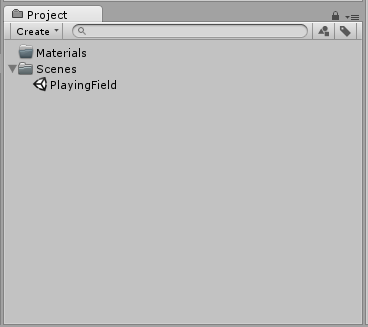 Project
Create
Materials
Scenes
PlayingField